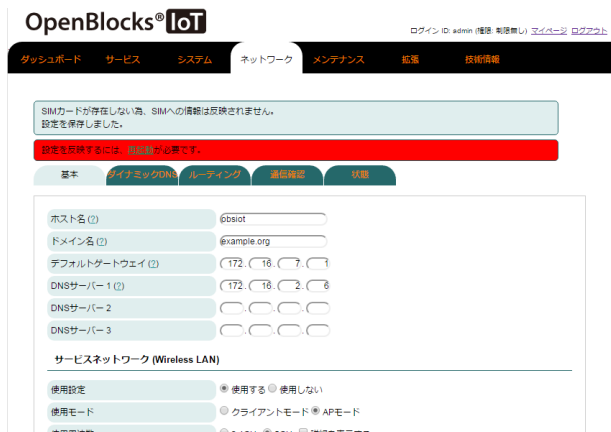 OpenBlocks® IoT
ログイン ID: admin (権限: 制限無し) マイページ ログアウト
ダッシュボード サービス システム ネットワーク メンテナンス 拡張 技術情報
SIMカードが存在しない為、SIMへの情報は反映されません。
設定を保存しました。
設定を反映するには、再起動が必要です。
基本 ダイナミックDNS ルーティング 通信確認 状態
ホスト名 (?) obsiot
ドメイン名 (?) example.org
デフォルトゲートウェイ (?) 172 . 16 . 7 . 1
DNSサーバー 1 (?) 172 . 16 . 2 . 6
DNSサーバー 2 . . .
DNSサーバー 3 . . .
サービスネットワーク (Wireless LAN)
使用設定 使用する 使用しない
使用モード クライアントモード APモード